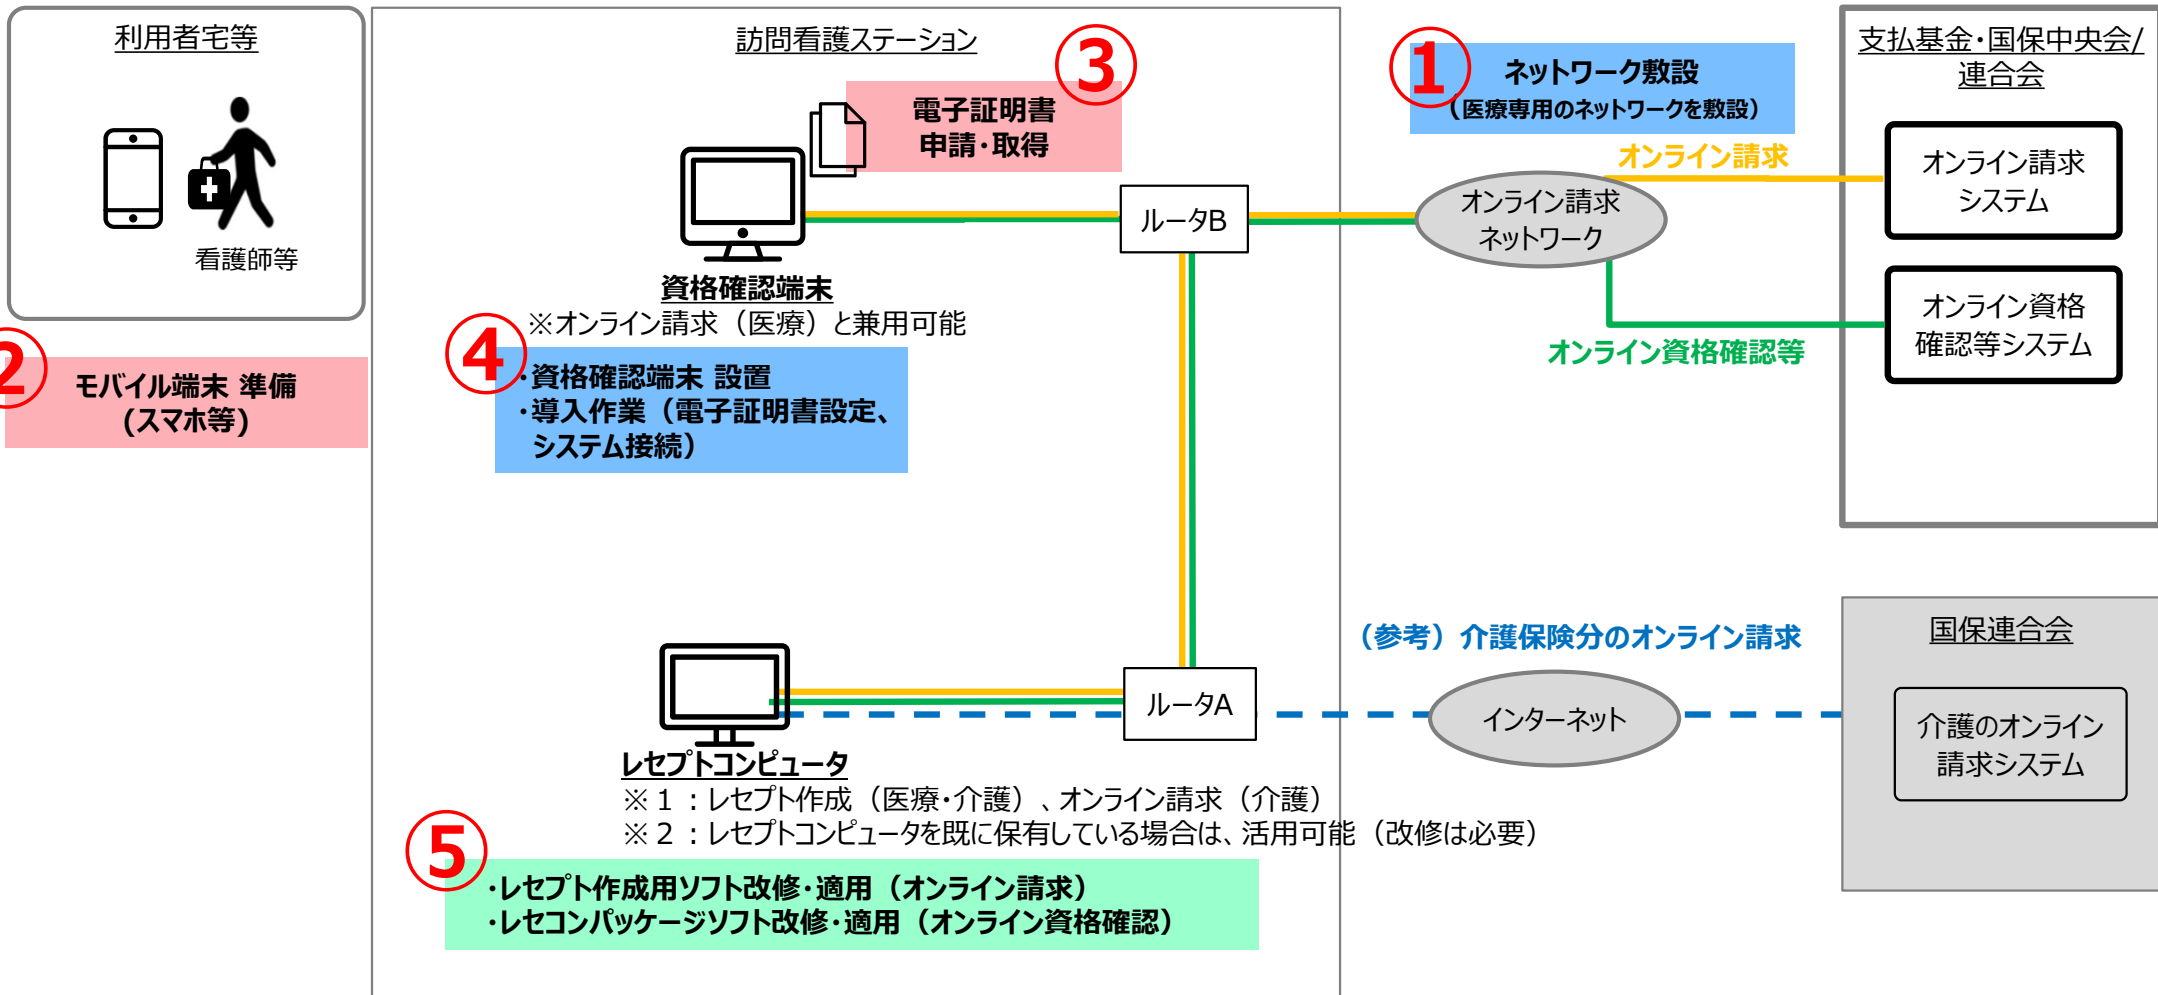 利用者宅等
看護師等
②
モバイル端末 準備
(スマホ等)
訪問看護ステーション
③
電子証明書
申請・取得
ルータB
資格確認端末
※オンライン請求（医療）と兼用可能
④
・資格確認端末 設置
・導入作業（電子証明書設定、
システム接続）
ルータA
レセプトコンピュータ
※１：レセプト作成（医療・介護）、オンライン請求（介護）
※２：レセプトコンピュータを既に保有している場合は、活用可能（改修は必要）
⑤
・レセプト作成用ソフト改修・適用（オンライン請求）
・レセコンパッケージソフト改修・適用（オンライン資格確認）
①
ネットワーク敷設
（医療専用のネットワークを敷設）
オンライン請求
オンライン請求
ネットワーク
オンライン資格確認等
（参考）介護保険分のオンライン請求
インターネット
支払基金・国保中央会/
連合会
オンライン請求
システム
オンライン資格
確認等システム
国保連合会
介護のオンライン
請求システム